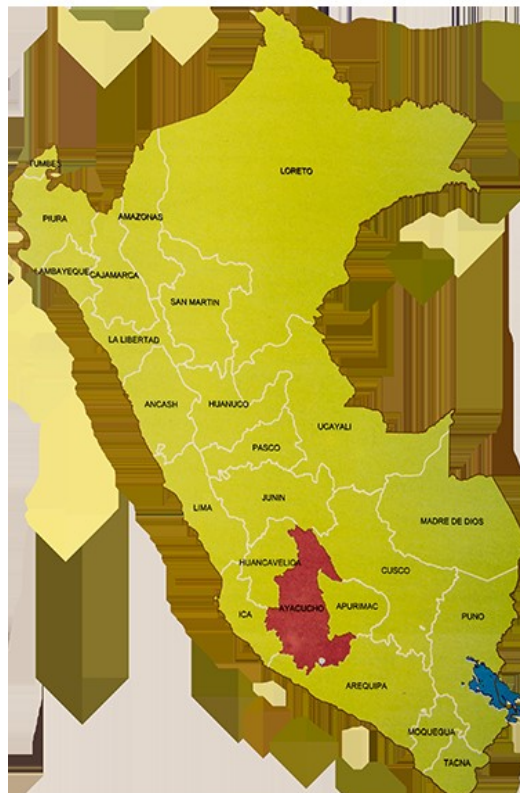 LORETO
TUMBES
PIURA
AMAZONAS
LAMBAYEQUE
CAJAMARCA
SAN MARTIN
LA LIBERTAD
ANCASH
HUANUCO
UCAYALI
PASCO
JUNIN
LIMA
MADRE DE DIOS
HUANCAVELICA
CUSCO
ICA
AYACUCHO
APURIMAC
PUNO
AREQUIPA
MOQUEGUA
TACNA